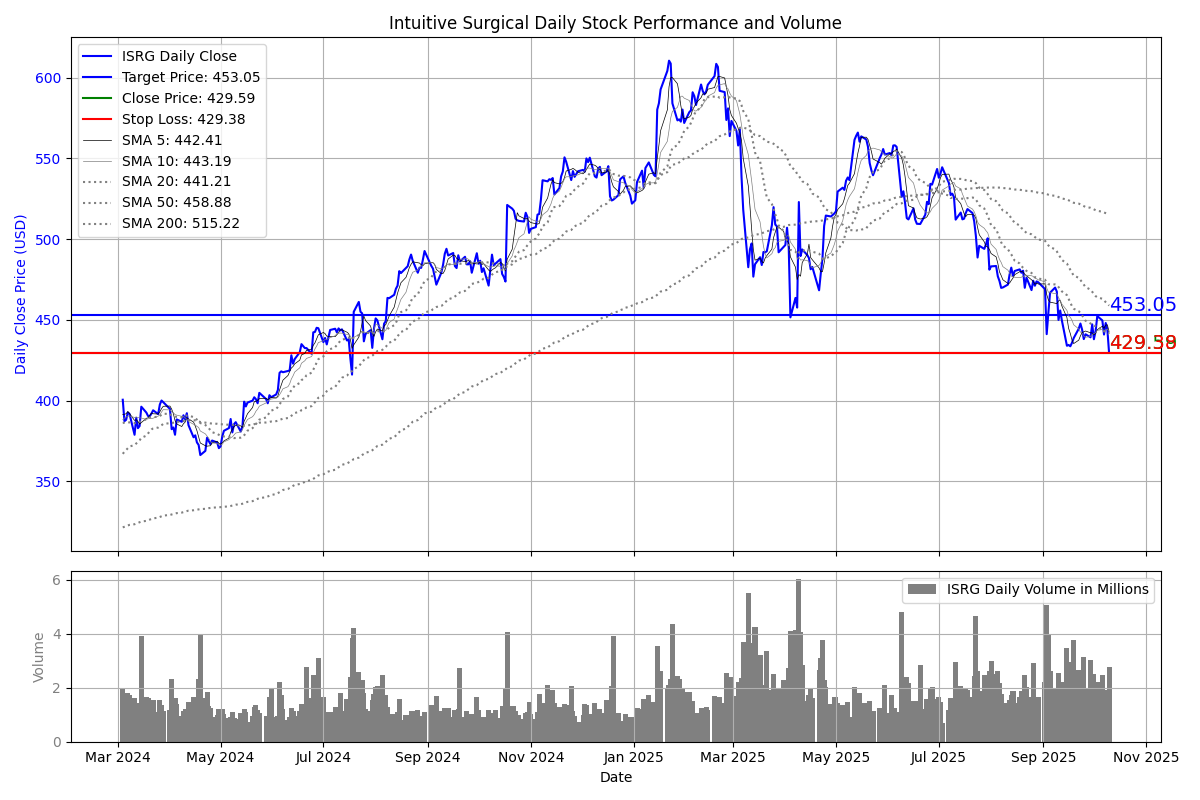 Intuitive Surgical Daily Stock Performance and Volume
ISRG Daily Close
Target Price: 453.05
Close Price: 429.59
Stop Loss: 429.38
SMA 5: 442.41
SMA 10: 443.19
SMA 20: 441.21
SMA 50: 458.88
SMA 200: 515.22
Daily Close Price (USD)
600
550
500
450
400
350
453.05
ISRG Daily Volume in Millions
Volume
6
4
2
0
Mar 2024 May 2024 Jul 2024 Sep 2024 Nov 2024 Jan 2025 Mar 2025 May 2025 Jul 2025 Sep 2025 Nov 2025
Date